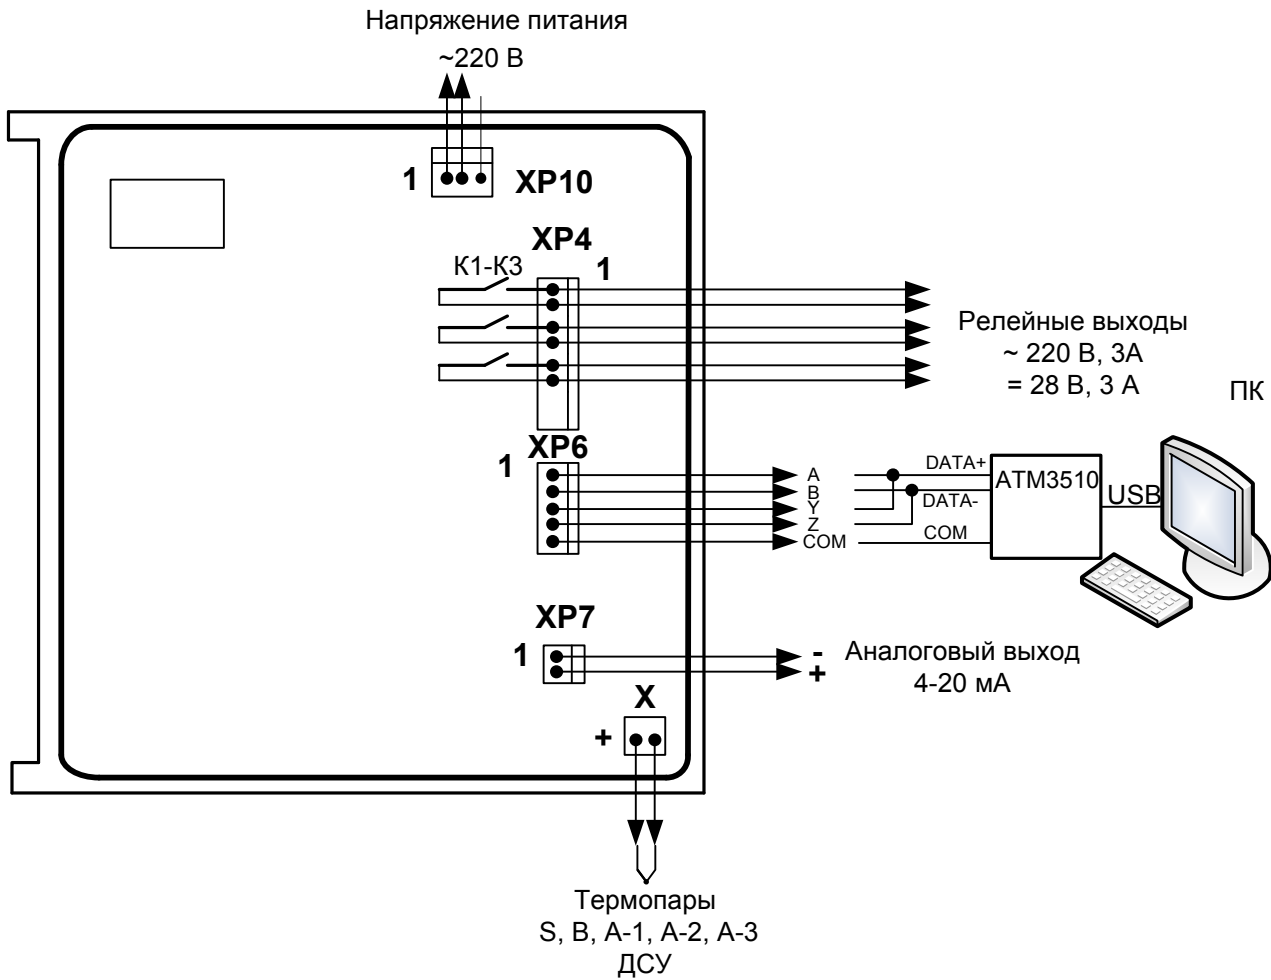 Напряжение питания
~220 В
1
XP10
XP4
К1-К3
1
Релейные выходы
~ 220 В, 3А
= 28 В, 3 А
ПК
XP6
1
A
B
Y
Z
COM
DATA+
DATA-
COM
ATM3510
USB
XP7
1
-
+
Аналоговый выход
4-20 мА
X
+
Термопары
S, B, A-1, A-2, A-3
ДСУ